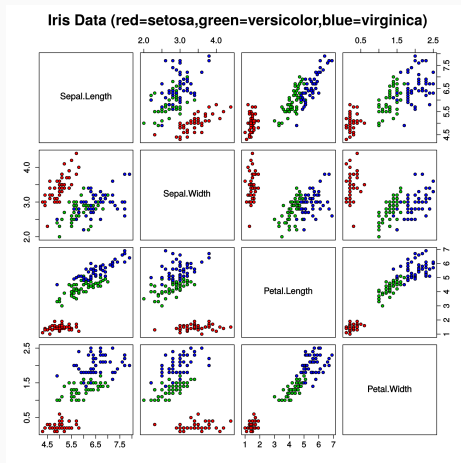 Iris Data (red=setosa,green=versicolor,blue=virginica)
2.0 3.0 4.0 0.5 1.5 2.5
Sepal.Length
4.5 5.5 6.5 7.5
2.0 3.0 4.0
Sepal.Width
Petal.Length
1 2 3 4 5 6 7
0.5 1.5 2.5
Petal.Width
4.5 5.5 6.5 7.5 1 2 3 4 5 6 7